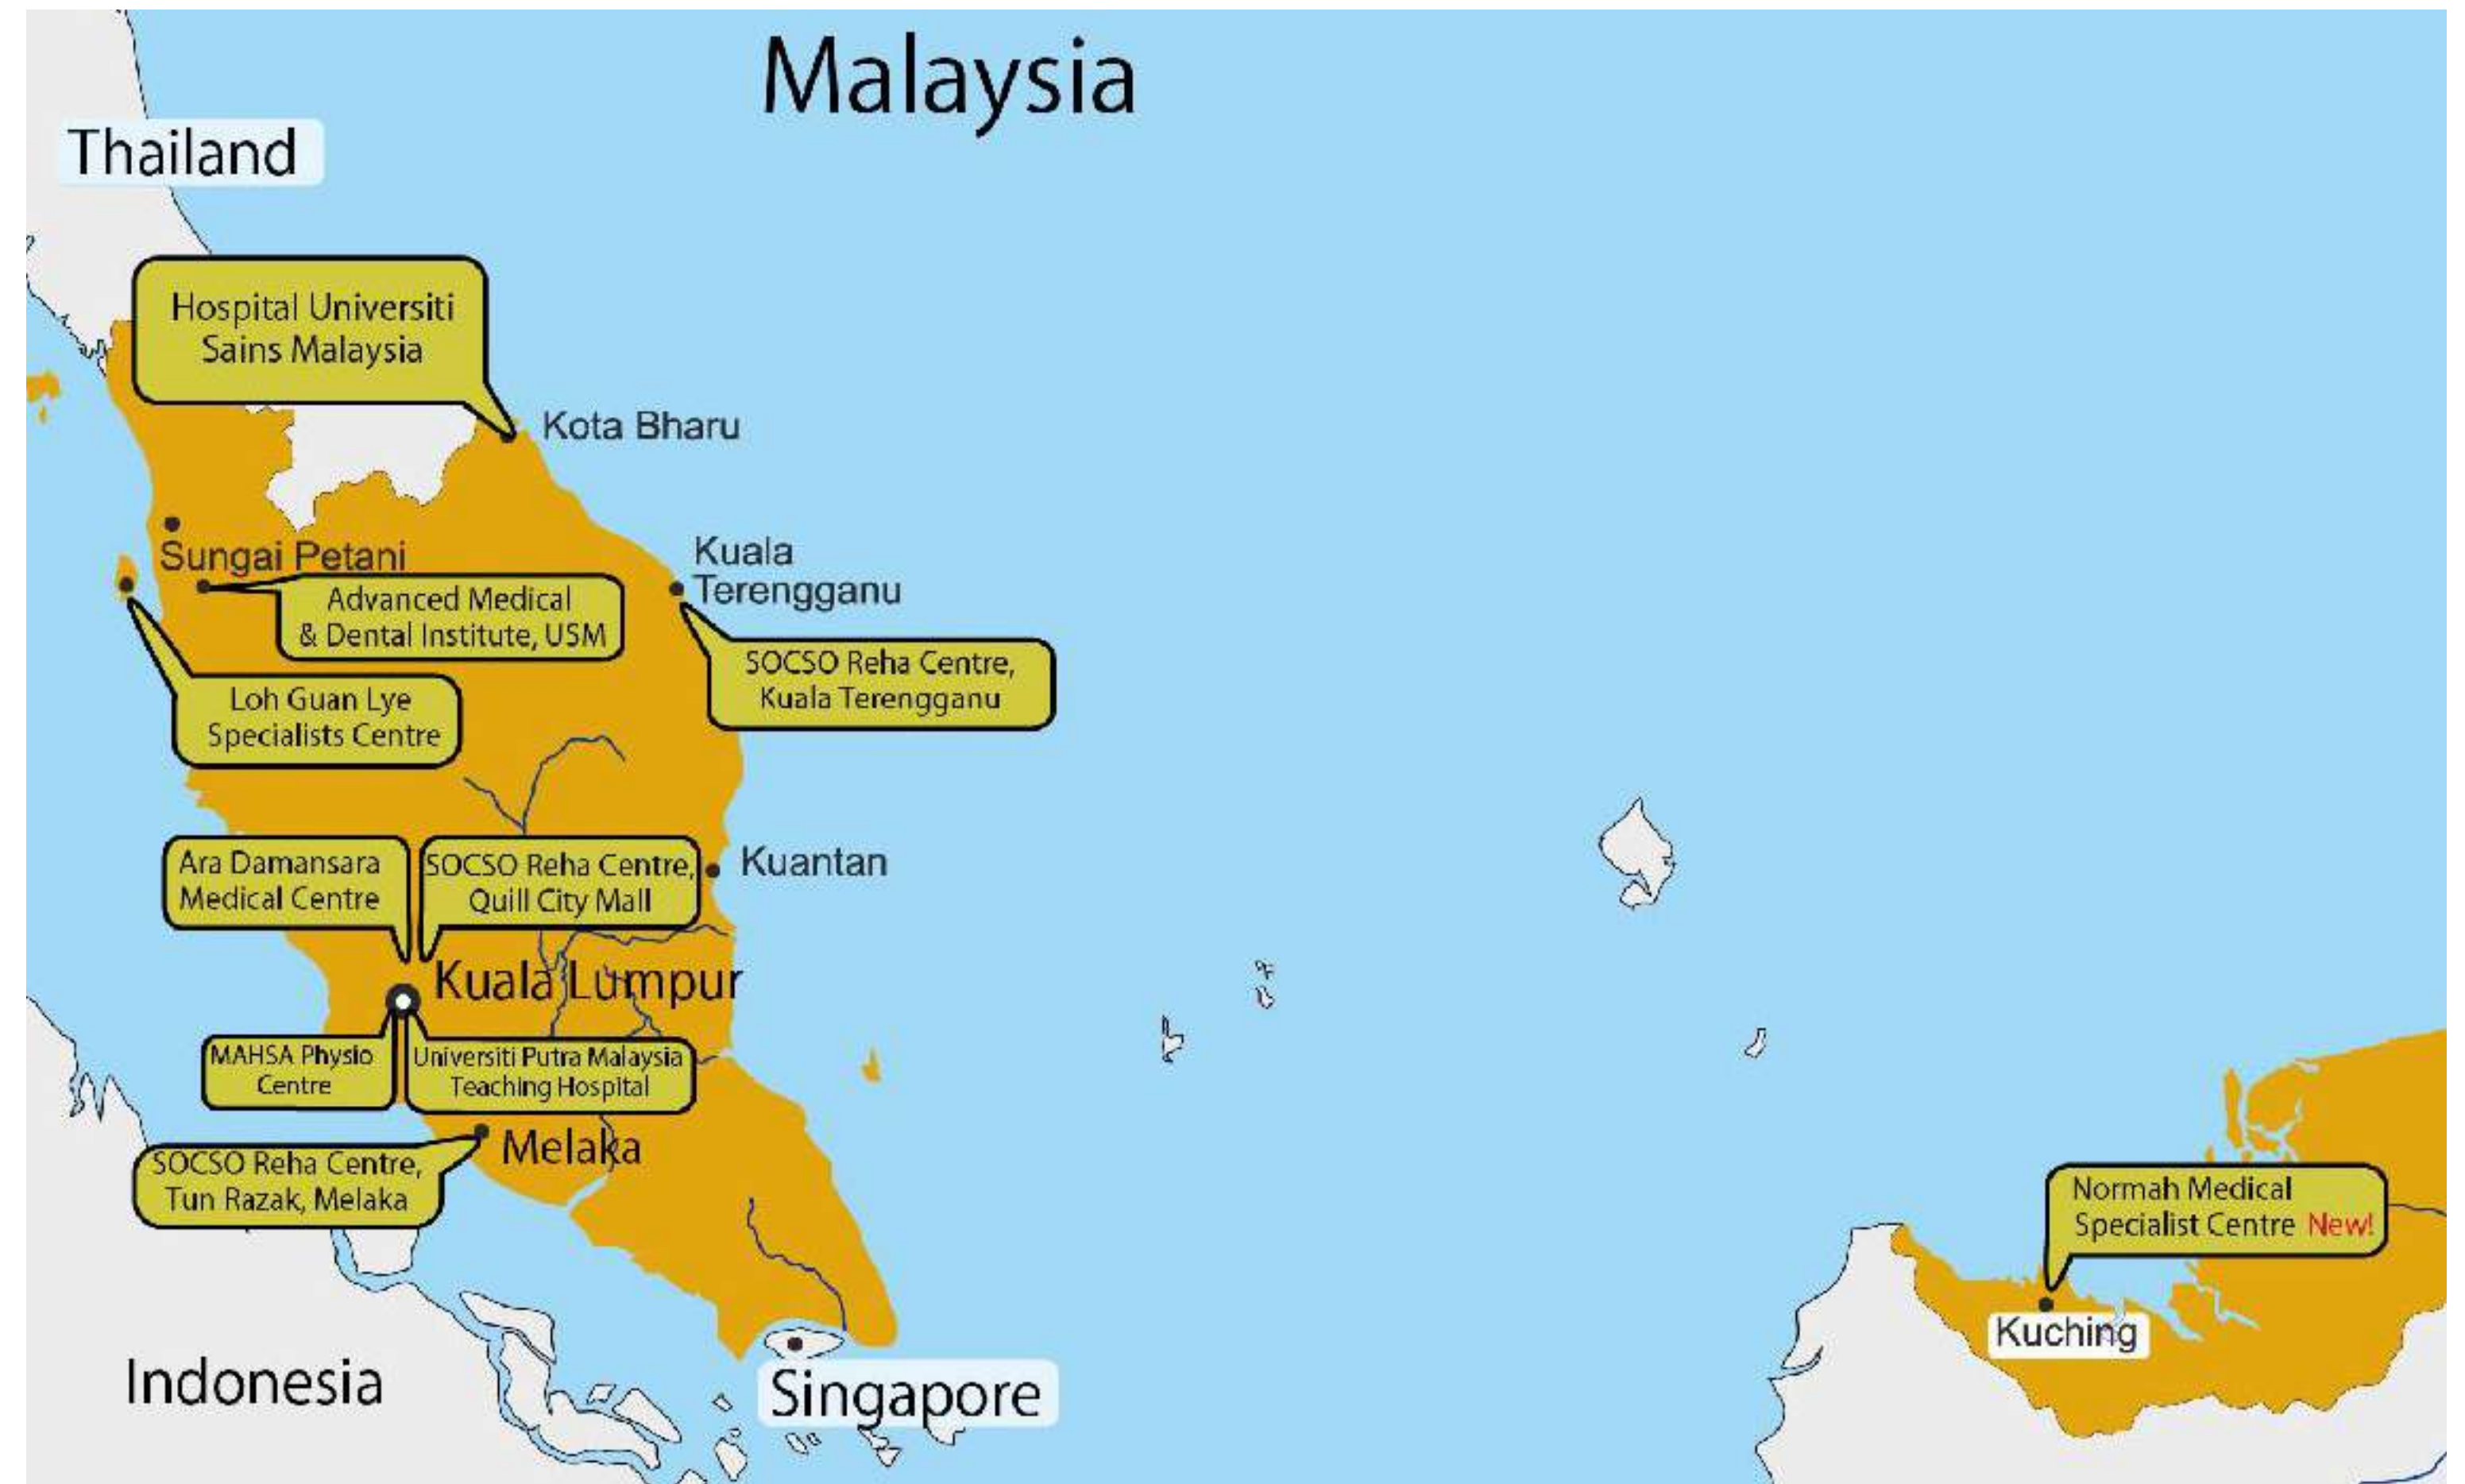 Malaysia
Thailand
Hospital Universiti
Sains Malaysia
Kota Bharu
Sungai Petani
Kuala
Terengganu
Advanced Medical
& Dental Institute, USM
SOCSO Reha Centre,
Kuala Terengganu
Loh Guan Lye
Specialists Centre
Ara Damansara
Medical Centre
SOCSO Reha Centre,
Quill City Mall
Kuantan
Kuala Lumpur
MAHSA Physio
Centre
Universiti Putra Malaysia
Teaching Hospital
Melaka
SOCSO Reha Centre,
Tun Razak, Melaka
Normah Medical
Specialist Centre New!
Kuching
Indonesia
Singapore